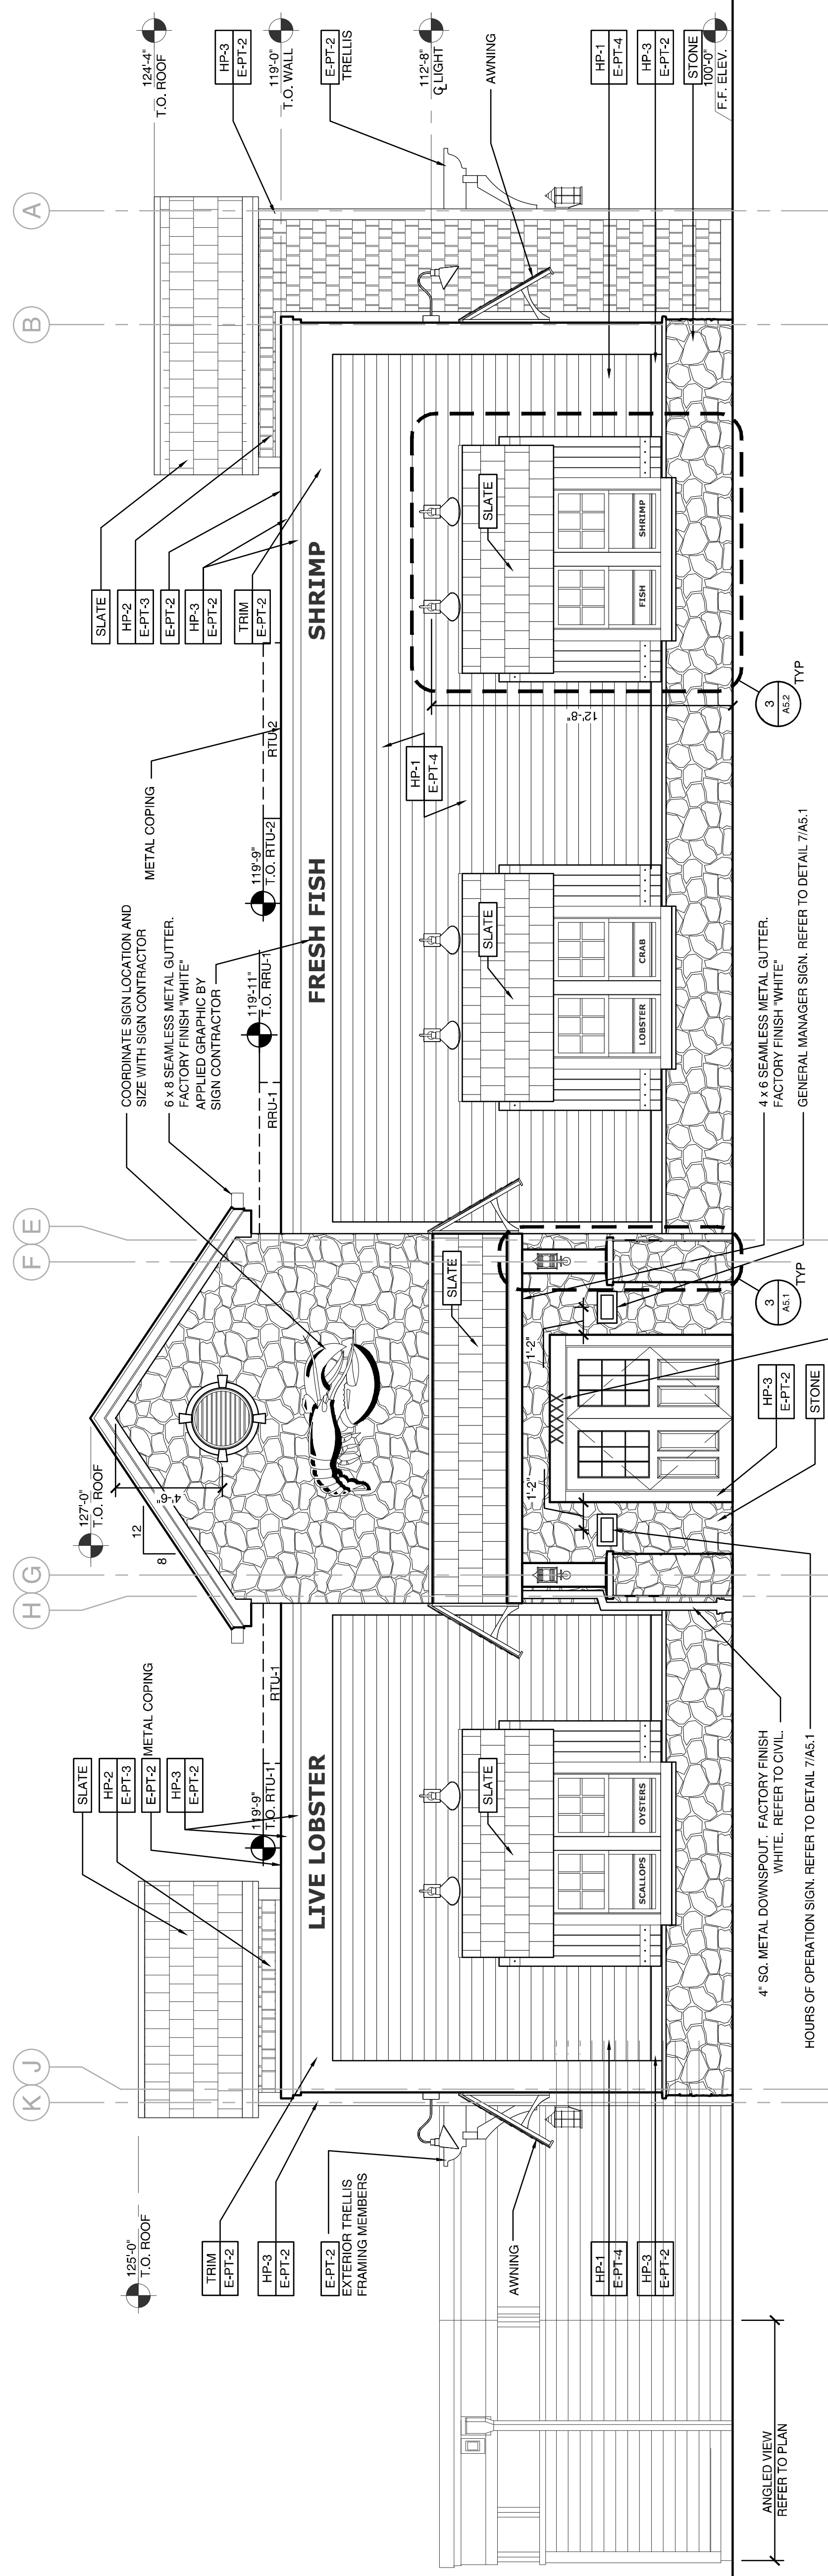 K
J
H
G
F
E
B
A
125'-0"
T.O. ROOF
TRIM
E-PT-2
HP-3
E-PT-2
E-PT-2
EXTERIOR TRELLIS
FRAMING MEMBERS
AWNING
HP-1
E-PT-4
HP-3
E-PT-2
ANGLED VIEW
REFER TO PLAN
SLATE
HP-2
E-PT-3
E-PT-2
METAL COPING
HP-3
E-PT-2
119'-9"
T.O. RTU-1
RTU-1
LIVE LOBSTER
SLATE
SCALLOPS
OYSTERS
4" SQ. METAL DOWNSPOUT. FACTORY FINISH
WHITE. REFER TO CIVIL.
HOURS OF OPERATION SIGN. REFER TO DETAIL 7/A5.1
127'-0"
T.O. ROOF
12
8
4'-6"
SLATE
1'-2"
1'-2"
HP-3
E-PT-2
STONE
3
A5.1
TYP
COORDINATE SIGN LOCATION AND
SIZE WITH SIGN CONTRACTOR
6 x 8 SEAMLESS METAL GUTTER.
FACTORY FINISH "WHITE"
APPLIED GRAPHIC BY
SIGN CONTRACTOR
RRU-1
119'-11"
T.O. RRU-1
119'-9"
T.O. RTU-2
RTU-2
METAL COPING
FRESH FISH
SHRIMP
SLATE
LOBSTER
CRAB
HP-1
E-PT-4
12'-8"
4 x 6 SEAMLESS METAL GUTTER.
FACTORY FINISH "WHITE"
GENERAL MANAGER SIGN. REFER TO DETAIL 7/A5.1
SLATE
HP-2
E-PT-3
E-PT-2
HP-3
E-PT-2
TRIM
E-PT-2
SLATE
FISH
SHRIMP
3
A5.2
TYP
124'-4"
T.O. ROOF
HP-3
E-PT-2
119'-0"
T.O. WALL
E-PT-2
TRELLIS
112'-8"
℄ LIGHT
AWNING
HP-1
E-PT-4
HP-3
E-PT-2
STONE
100'-0"
F.F. ELEV.